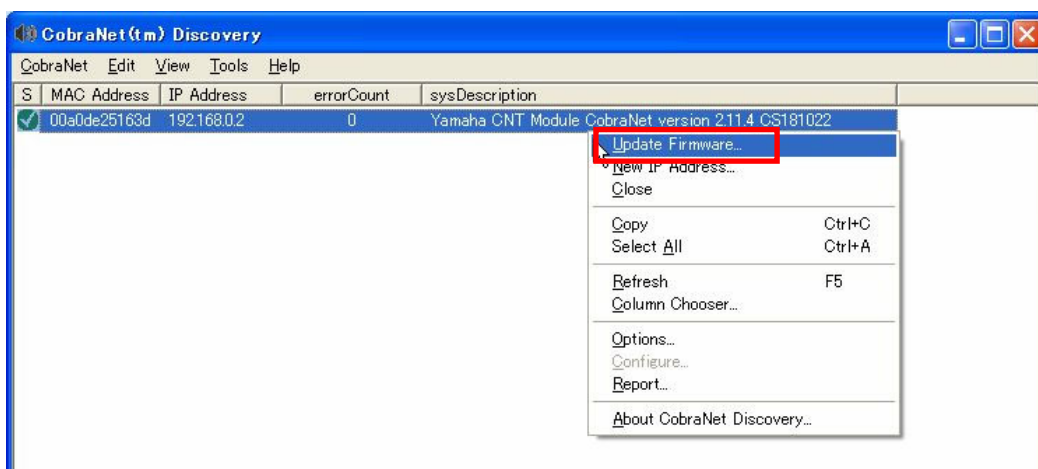 CobraNet(tm) Discovery
CobraNet Edit View Tools Help
S MAC Address IP Address errorCount sysDescription
00a0de25163d 192.168.0.2 0 Yamaha CNT Module CobraNet version 2.11.4 CS181022
Update Firmware...
New IP Address...
Close
Copy Ctrl+C
Select All Ctrl+A
Refresh F5
Column Chooser...
Options...
Configure...
Report...
About CobraNet Discovery...